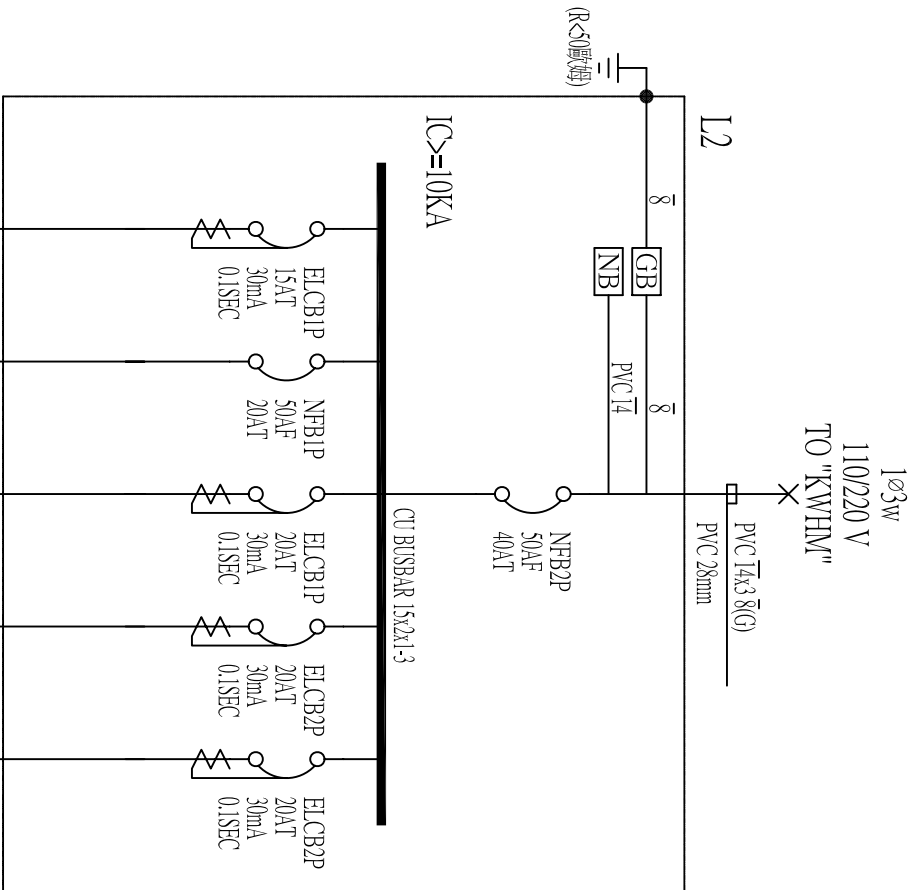 1ø3w
110/220 V
TO "KWHM"
PVC 14x3 8(G)
PVC 28mm
L2
(R<50歐姆)
8
GB
8
NB
PVC 14
NFB2P
50AF
40AT
IC>=10KA
CU BUSBAR 15x2x1-3
ELCB1P
15AT
30mA
0.1SEC
NFB1P
50AF
20AT
ELCB1P
20AT
30mA
0.1SEC
ELCB2P
20AT
30mA
0.1SEC
ELCB2P
20AT
30mA
0.1SEC